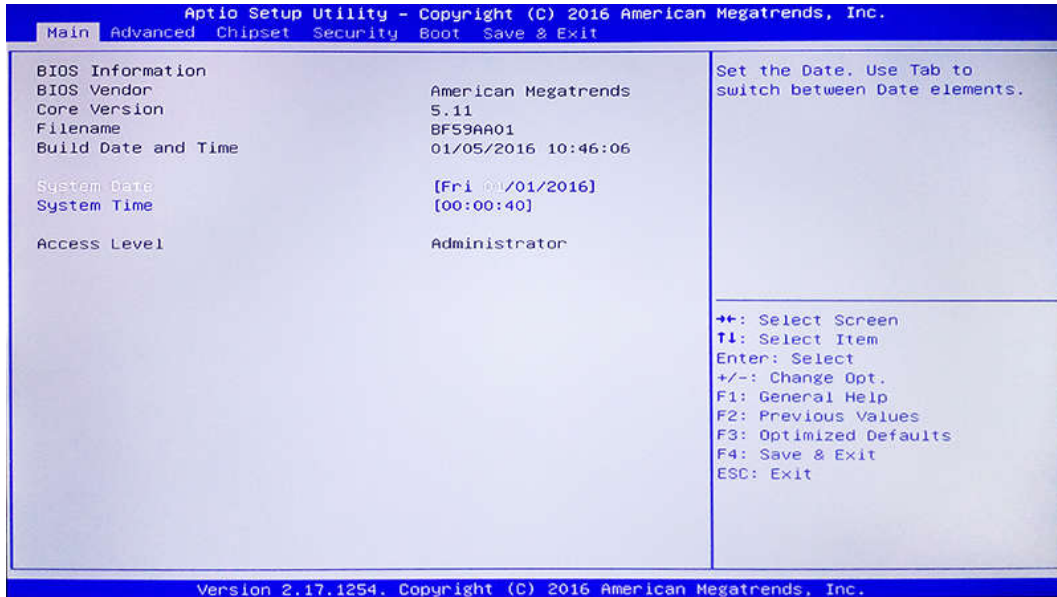 Aptio Setup Utility - Copyright (C) 2016 American Megatrends, Inc.
Main Advanced Chipset Security Boot Save & Exit
BIOS Information
BIOS Vendor American Megatrends
Core Version 5.11
Filename BF59AA01
Build Date and Time 01/05/2016 10:46:06
System Date [Fri 01/01/2016]
System Time [00:00:40]
Access Level Administrator
Set the Date. Use Tab to
switch between Date elements.
→←: Select Screen
↑↓: Select Item
Enter: Select
+/-: Change Opt.
F1: General Help
F2: Previous Values
F3: Optimized Defaults
F4: Save & Exit
ESC: Exit
Version 2.17.1254. Copyright (C) 2016 American Megatrends, Inc.